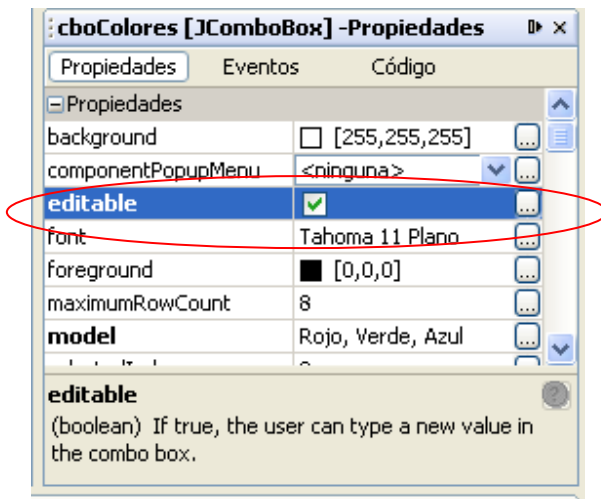 cboColores [JComboBox] -Propiedades
Propiedades Eventos Código
Propiedades
background [255,255,255] ...
componentPopupMenu <ninguna> ...
editable ...
font Tahoma 11 Plano ...
foreground [0,0,0] ...
maximumRowCount 8 ...
model Rojo, Verde, Azul ...
editable
(boolean) If true, the user can type a new value in
the combo box.